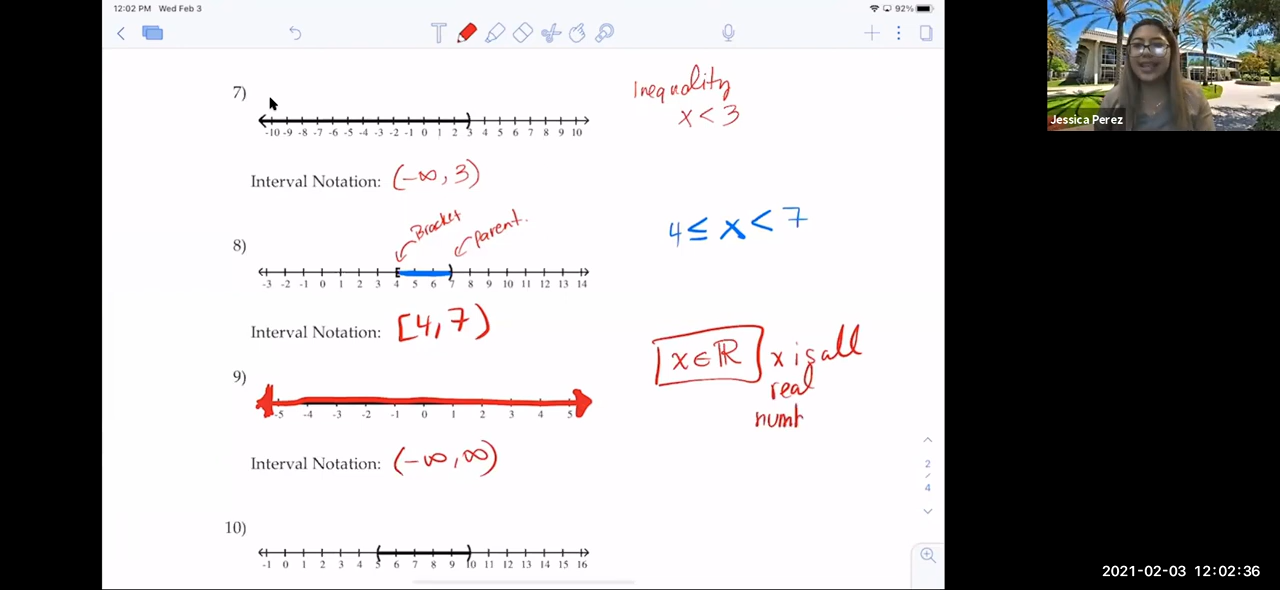 12:02 PM Wed Feb 3
92%
7)
Inequality
x < 3
-10 -9 -8 -7 -6 -5 -4 -3 -2 -1 0 1 2 3 4 5 6 7 8 9 10
Interval Notation: (-∞, 3)
Bracket
parent.
8)
4 ≤ x < 7
-3 -2 -1 0 1 2 3 4 5 6 7 8 9 10 11 12 13 14
Interval Notation: [4, 7)
x ∈ ℝ x is all
real
numt
9)
-5 -4 -3 -2 -1 0 1 2 3 4 5
Interval Notation: (-∞, ∞)
10)
-1 0 1 2 3 4 5 6 7 8 9 10 11 12 13 14 15 16
2
/
4
Jessica Perez
2021-02-03 12:02:36